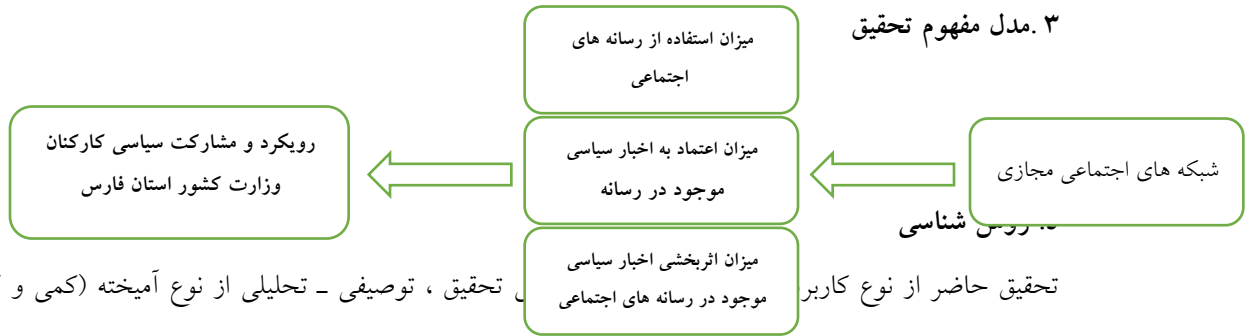 ۳ .مدل مفهوم تحقیق
میزان استفاده از رسانه های
اجتماعی
شبکه های اجتماعی مجازی
میزان اعتماد به اخبار سیاسی
موجود در رسانه
رویکرد و مشارکت سیاسی کارکنان
وزارت کشور استان فارس
شناسی
میزان اثربخشی اخبار سیاسی
موجود در رسانه های اجتماعی
تحقیق حاضر از نوع تحقیق ، توصیفی – تحلیلی از نوع آمیخته (کمی و